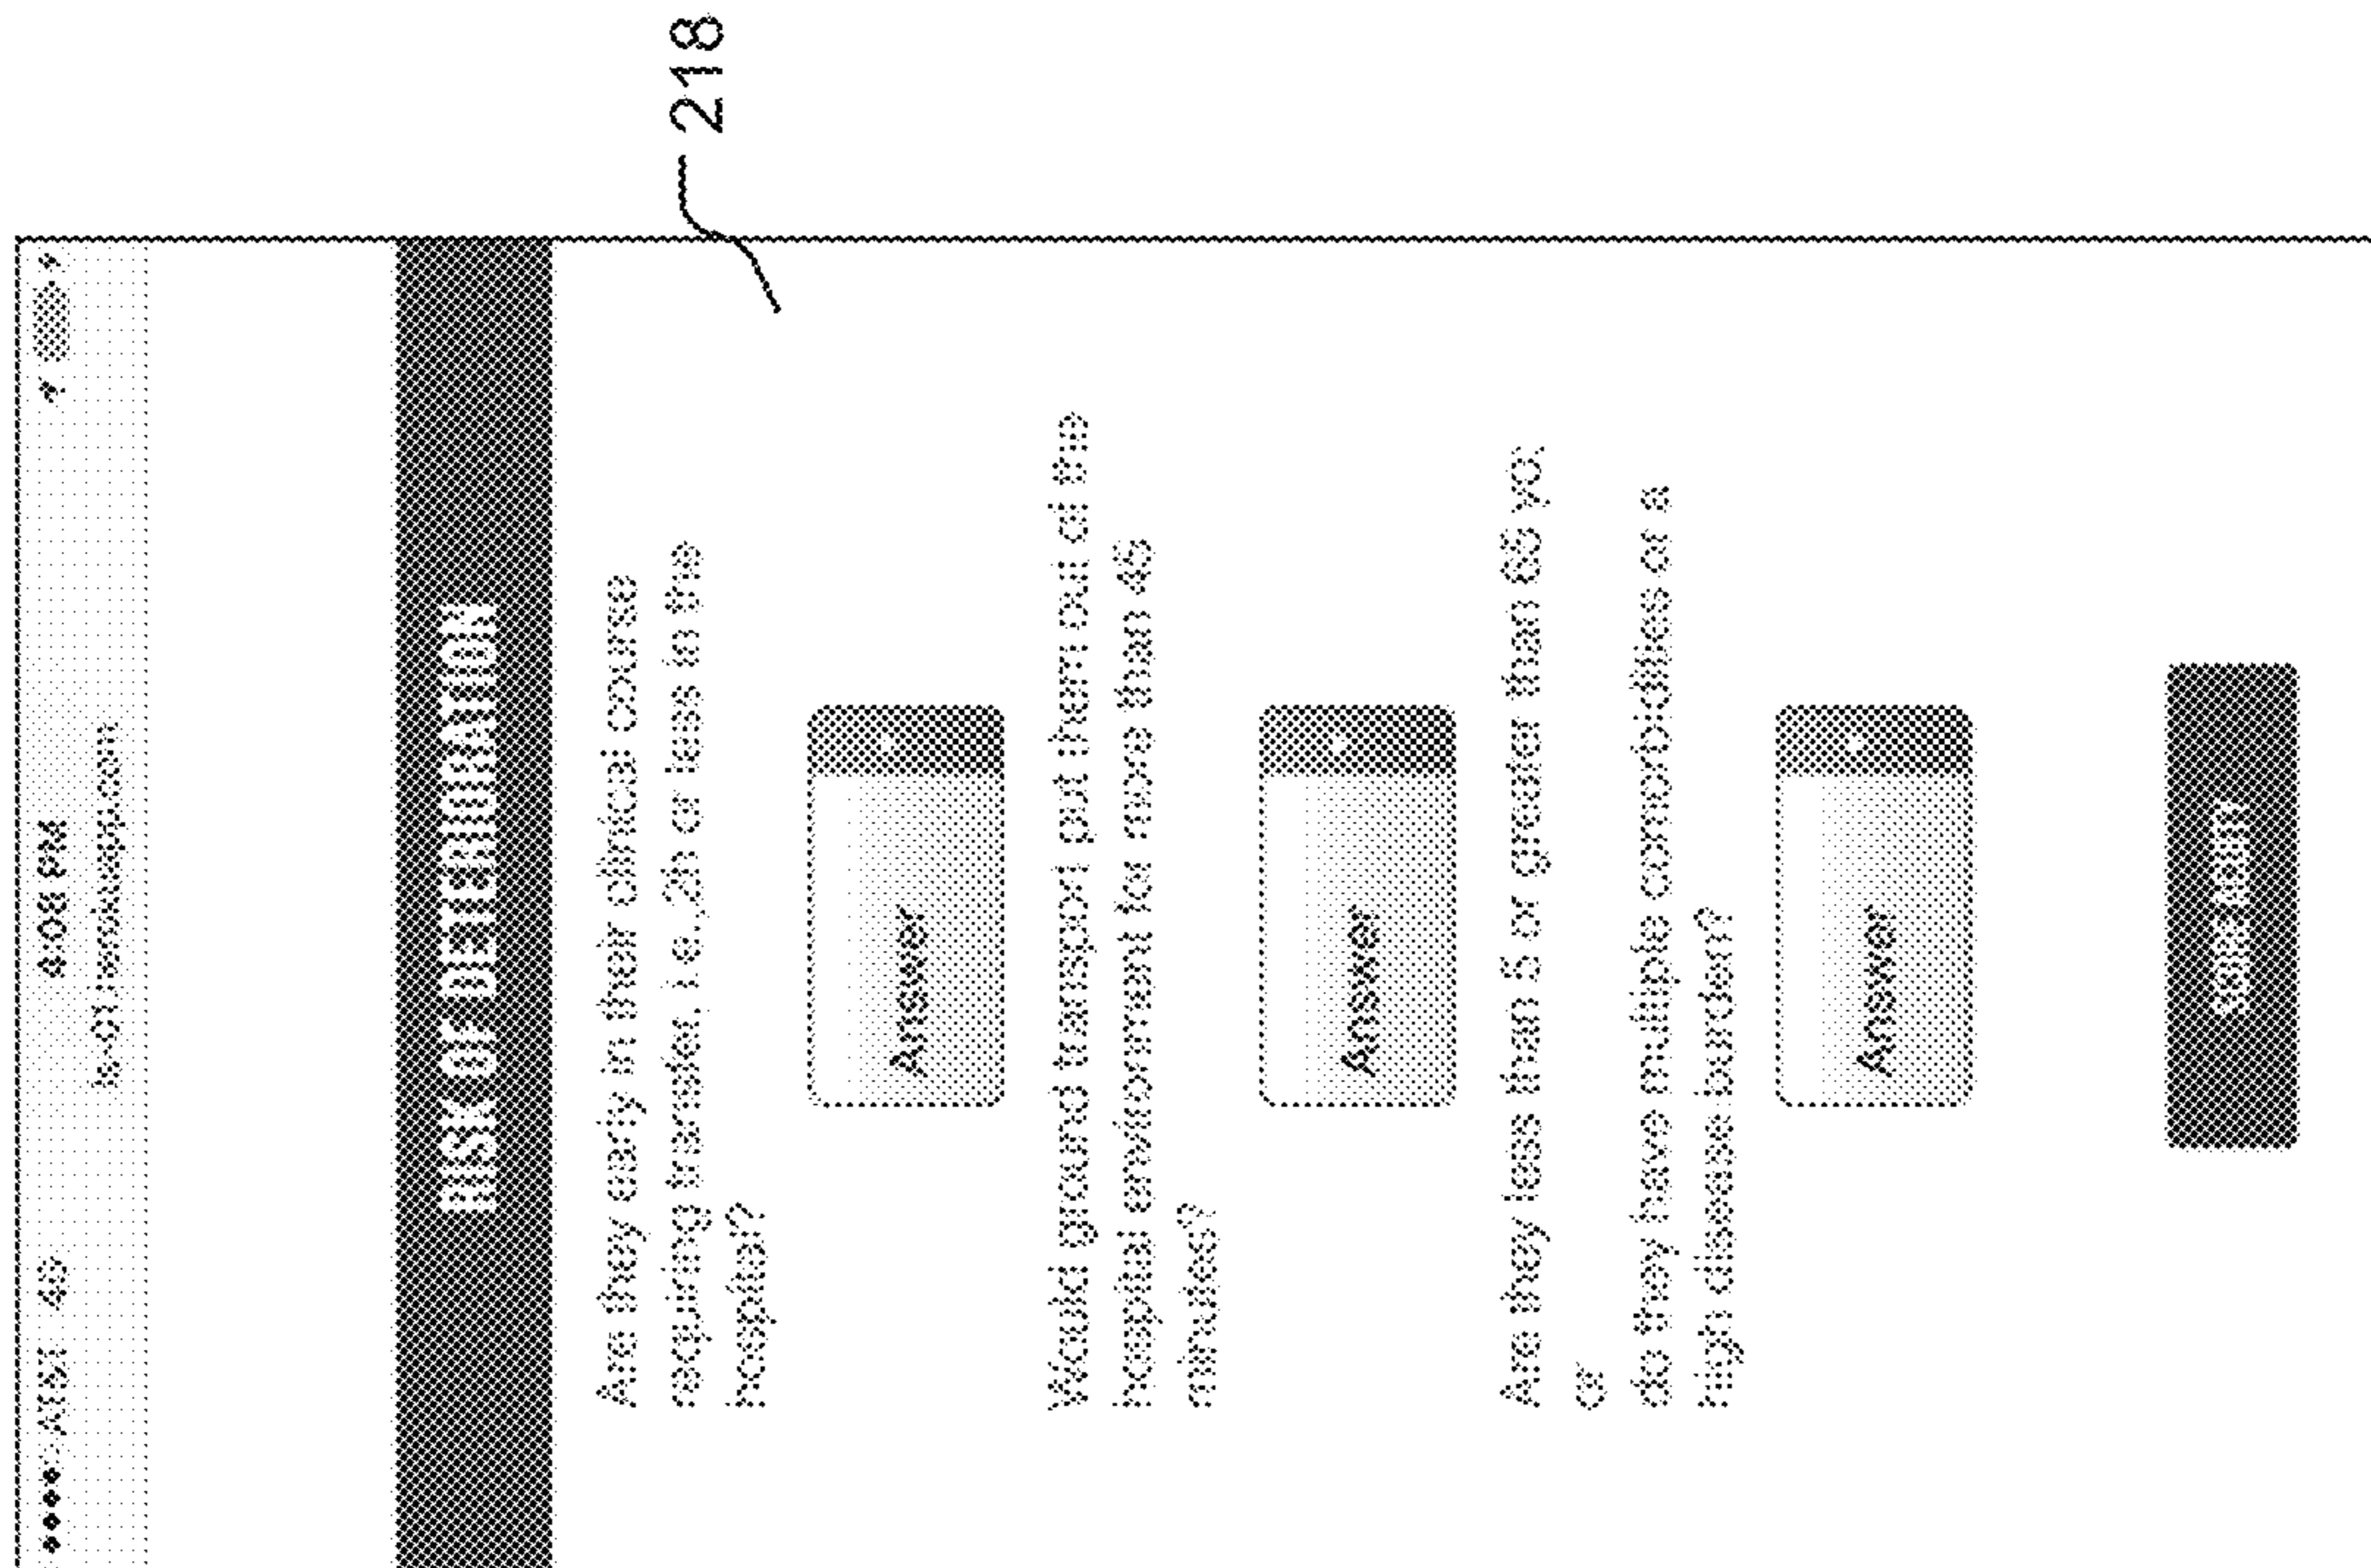 AT&T 4G 4:08 PM
RISK OF DETERIORATION
Are they early in their clinical course
requiring transfer, i.e., 2h or less in the
hospital?
Answer
Would ground transport put them out of the
hospital environment for more than 45
minutes?
Answer
Are they less than 5 or greater than 65 yo;
or
do they have multiple comorbidities or a
high disease burden?
Answer
218